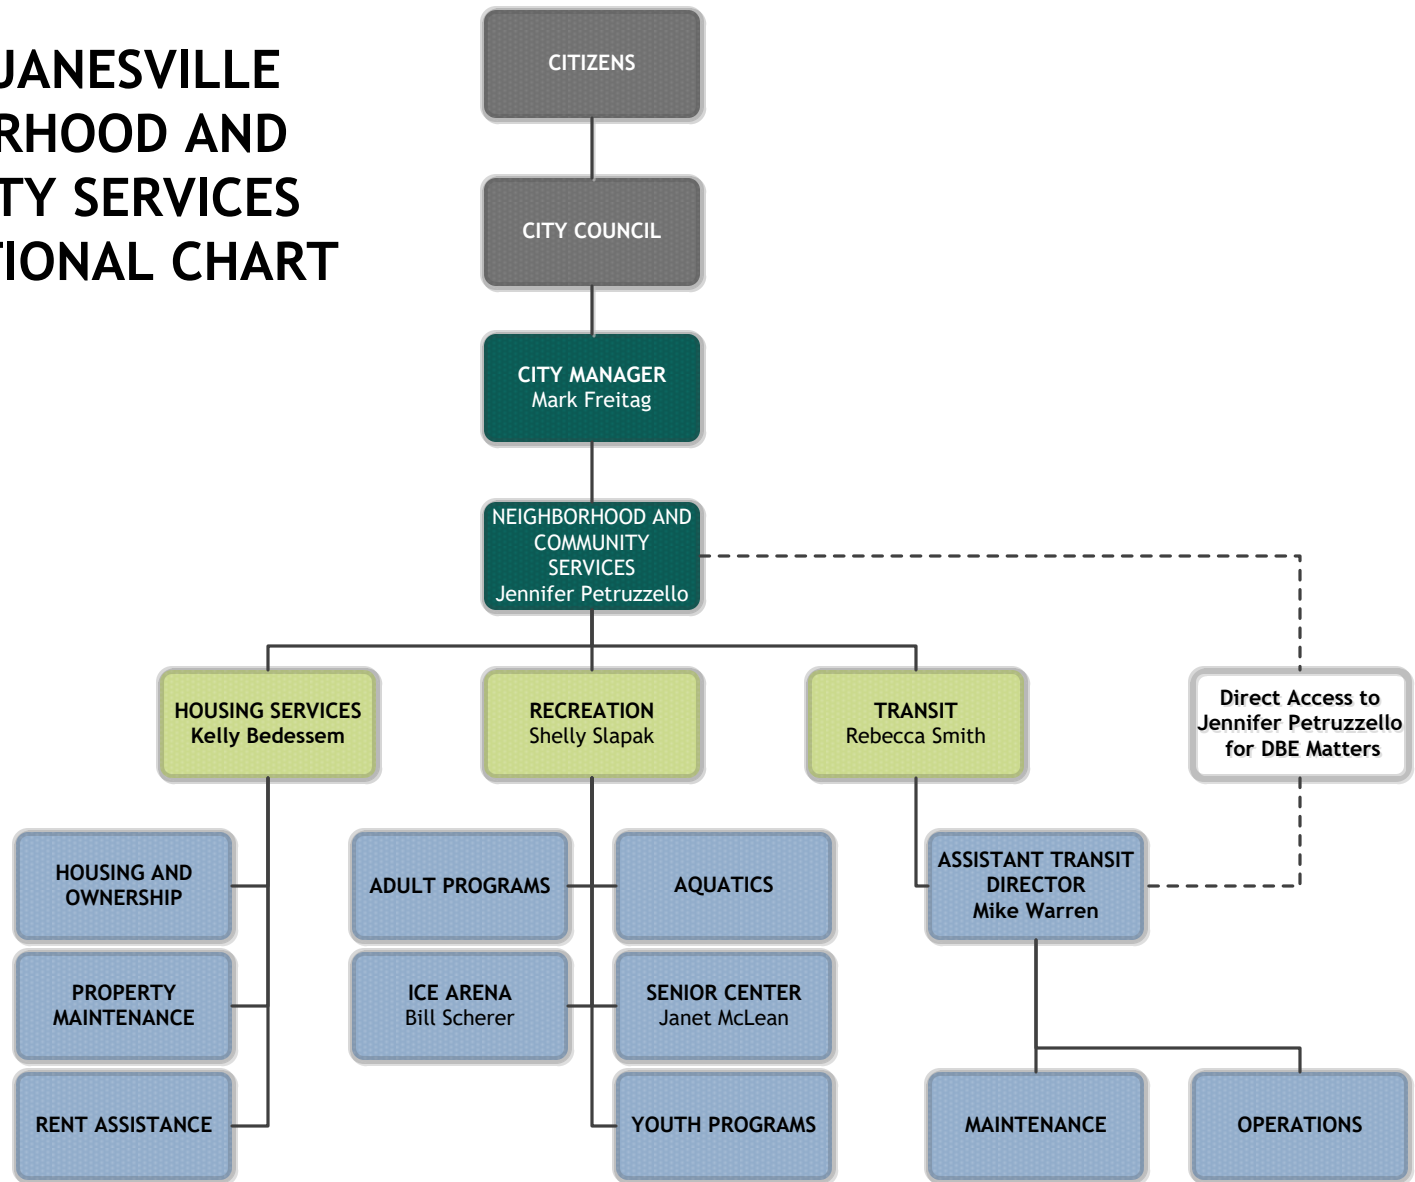 JANESVILLE
RHOOD AND
TY SERVICES
TIONAL CHART
CITIZENS
CITY COUNCIL
CITY MANAGER
Mark Freitag
NEIGHBORHOOD AND
COMMUNITY
SERVICES
Jennifer Petruzzello
HOUSING SERVICES
Kelly Bedessem
RECREATION
Shelly Slapak
TRANSIT
Rebecca Smith
Direct Access to
Jennifer Petruzzello
for DBE Matters
HOUSING AND
OWNERSHIP
ADULT PROGRAMS
AQUATICS
ASSISTANT TRANSIT
DIRECTOR
Mike Warren
PROPERTY
MAINTENANCE
ICE ARENA
Bill Scherer
SENIOR CENTER
Janet McLean
RENT ASSISTANCE
YOUTH PROGRAMS
MAINTENANCE
OPERATIONS